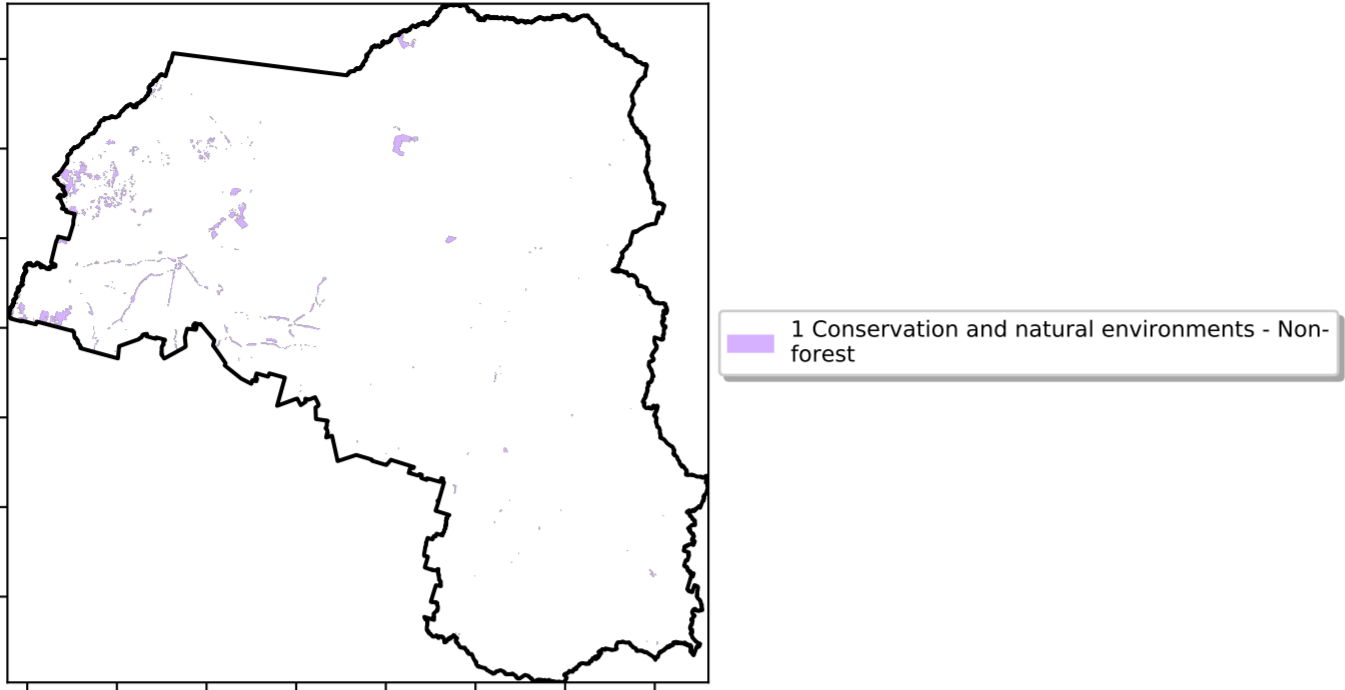 1 Conservation and natural environments - Non-
forest